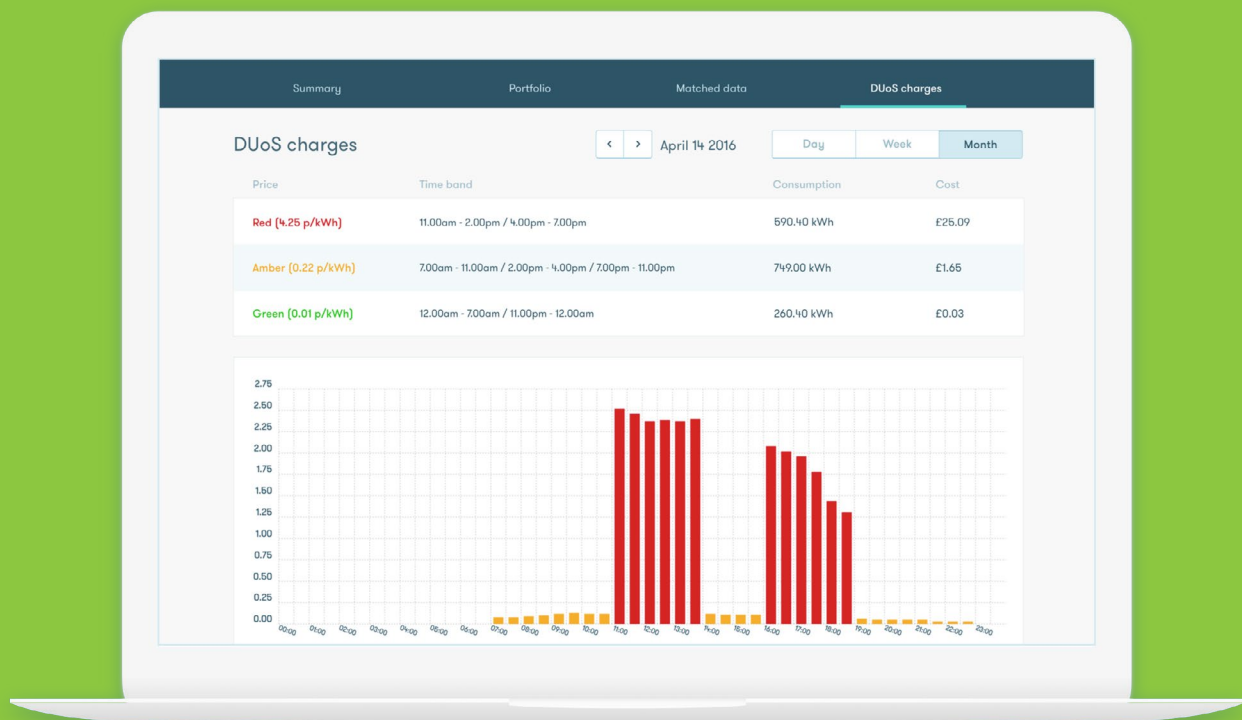 Summary Portfolio Matched data DUoS charges
DUoS charges < > April 14 2016 Day Week Month
Price Time band Consumption Cost
Red (4.25 p/kWh) 11.00am - 2.00pm / 4.00pm - 7.00pm 590.40 kWh £25.09
Amber (0.22 p/kWh) 7.00am - 11.00am / 2.00pm - 4.00pm / 7.00pm - 11.00pm 749.00 kWh £1.65
Green (0.01 p/kWh) 12.00am - 7.00am / 11.00pm - 12.00am 260.40 kWh £0.03
2.75
2.50
2.25
2.00
1.75
1.50
1.25
1.00
0.75
0.50
0.25
0.00
00:00 01:00 02:00 03:00 04:00 05:00 06:00 07:00 08:00 09:00 10:00 11:00 12:00 13:00 14:00 15:00 16:00 17:00 18:00 19:00 20:00 21:00 22:00 23:00